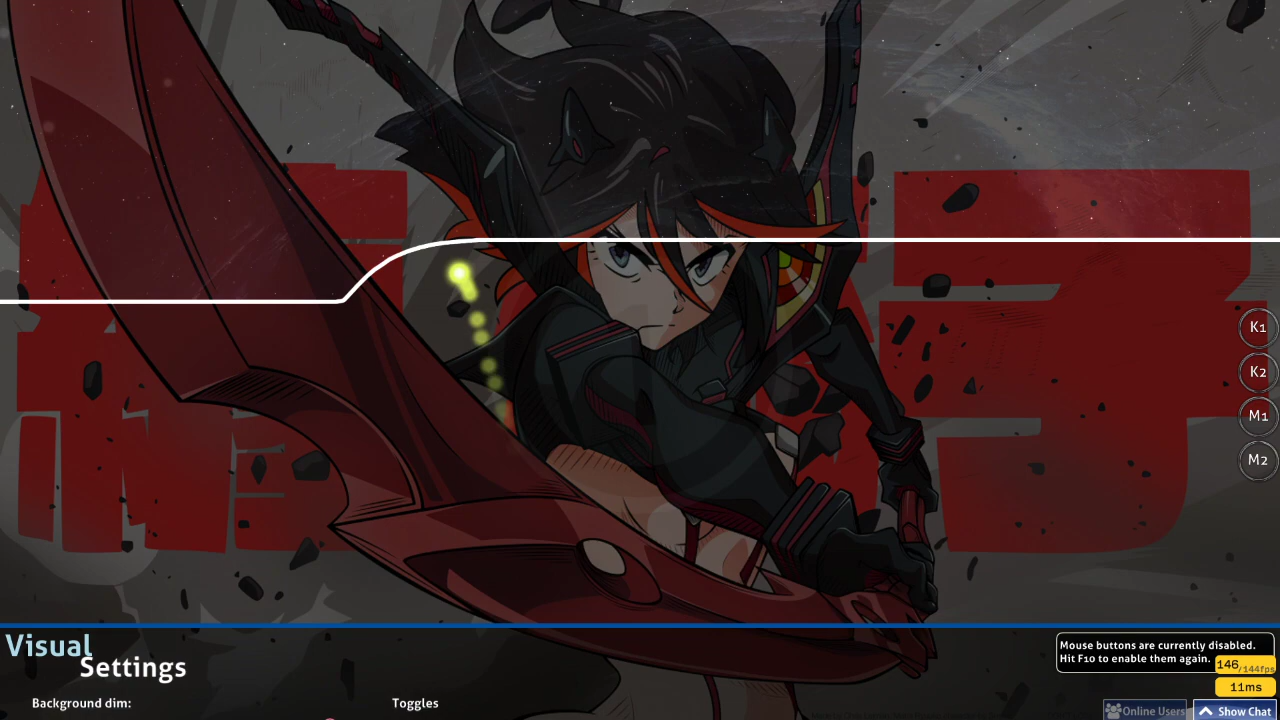 K1
K2
M1
M2
Visual
Settings
Mouse buttons are currently disabled.
Hit F10 to enable them again.
146/144fps
11ms
Background dim:
Toggles
Online Users
Show Chat